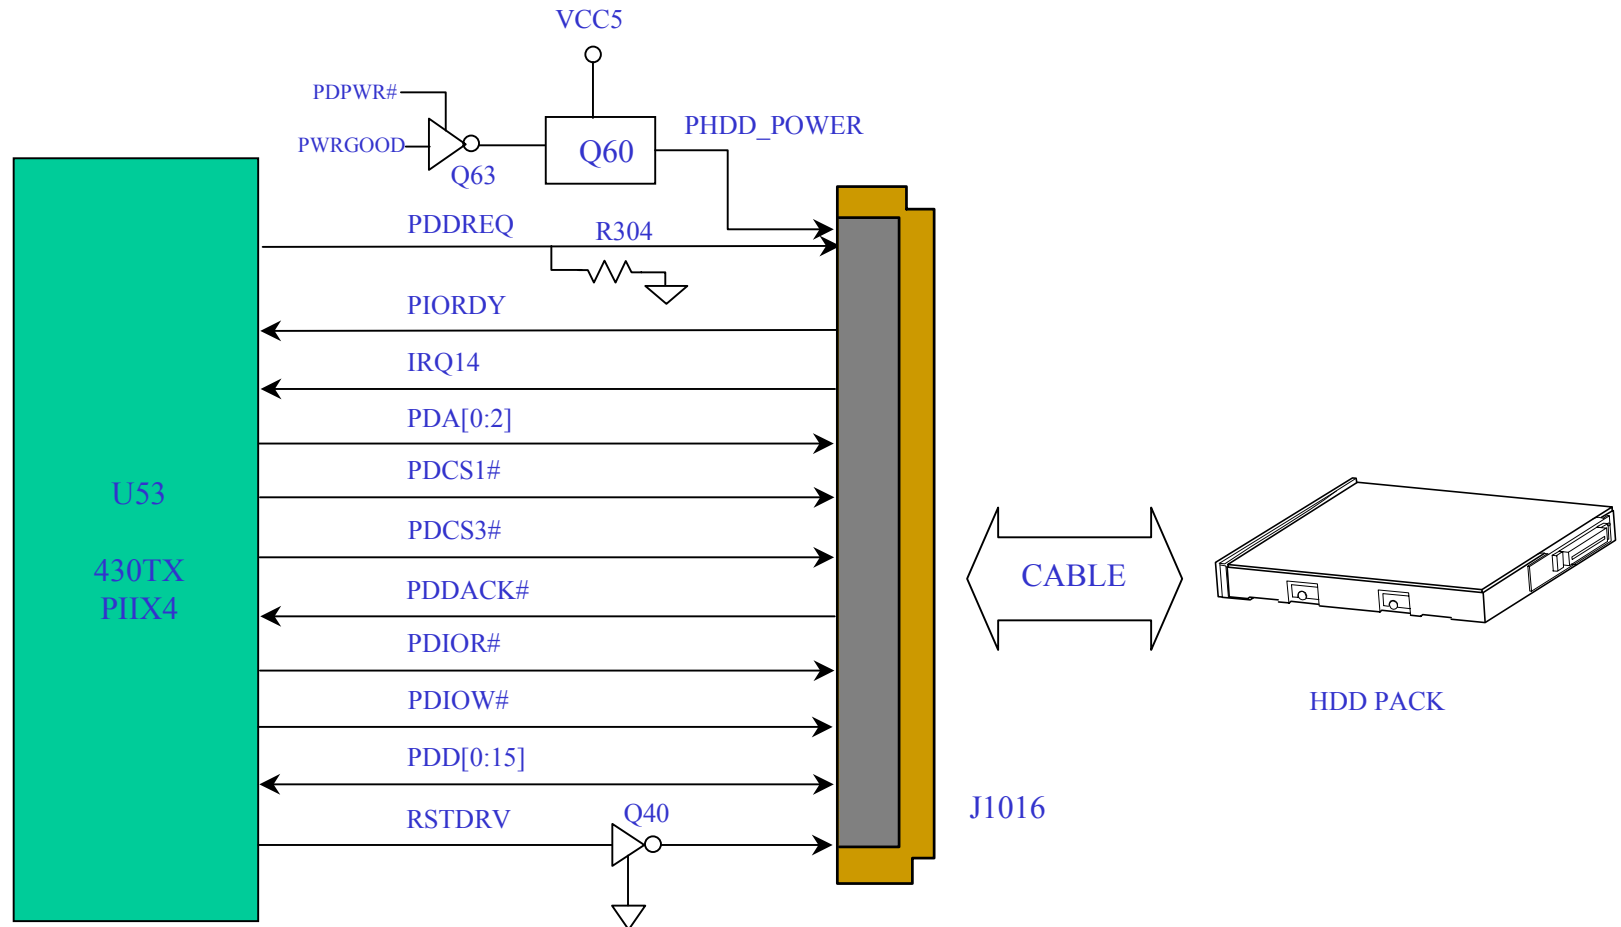 VCC5
PDPWR#
PWRGOOD
Q63
Q60
PHDD_POWER
PDDREQ
R304
PIORDY
IRQ14
PDA[0:2]
PDCS1#
PDCS3#
PDDACK#
PDIOR#
PDIOW#
PDD[0:15]
RSTDRV
Q40
U53
430TX
PIIX4
J1016
CABLE
HDD PACK